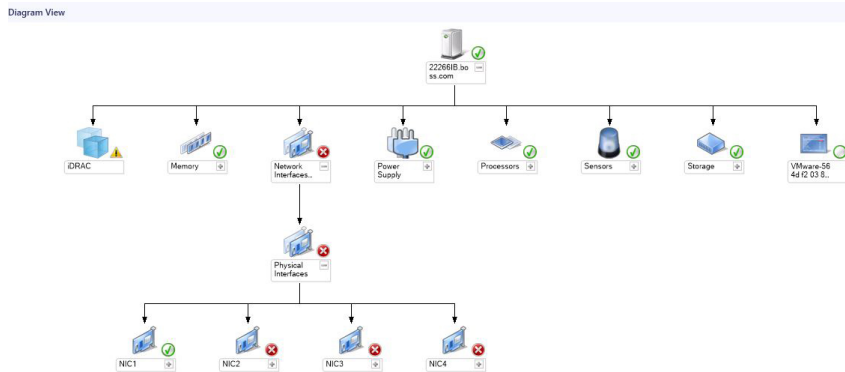 Diagram View
22266IB.bo
ss.com
iDRAC
Memory
Network
Interfaces..
Power
Supply
Processors
Sensors
Storage
VMware-56
4d f2 03 8..
Physical
Interfaces
NIC1
NIC2
NIC3
NIC4